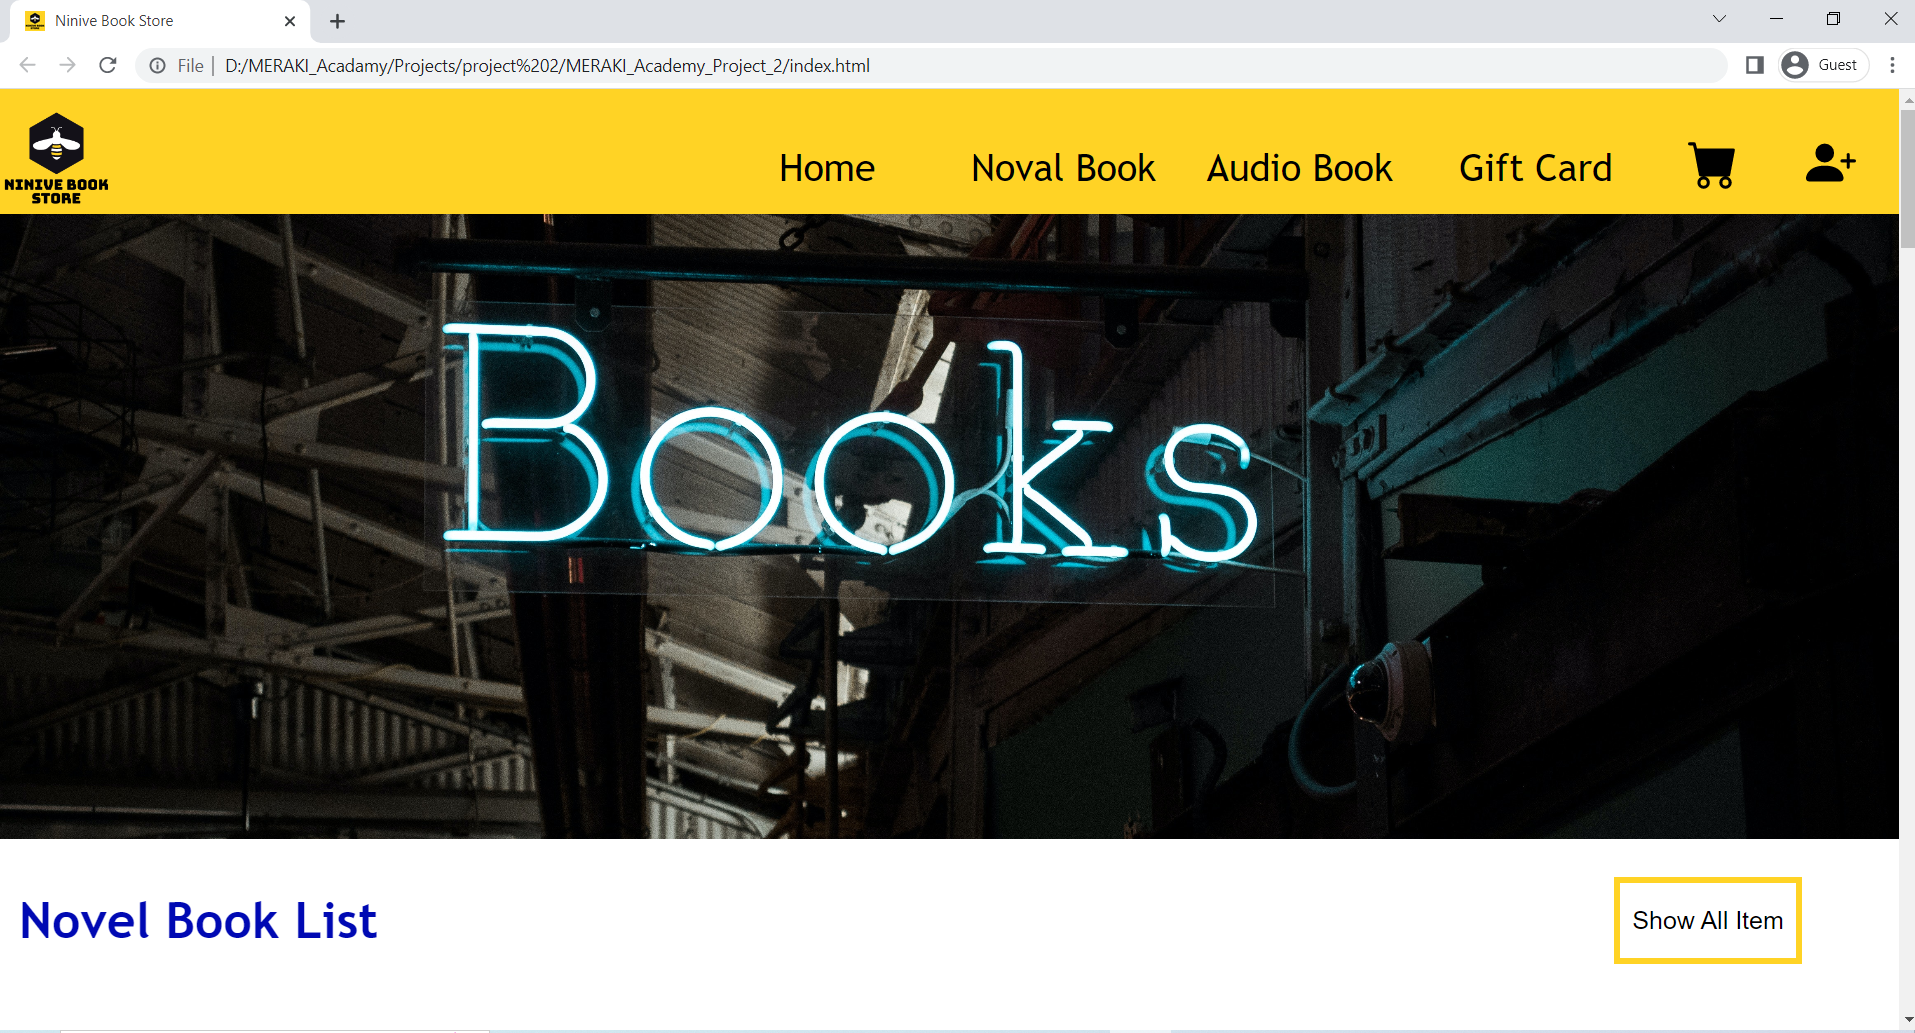 Ninive Book Store
File | D:/MERAKI_Acadamy/Projects/project%202/MERAKI_Academy_Project_2/index.html
Guest
NINIVE BOOK
STORE
Home Noval Book Audio Book Gift Card
Books
Novel Book List
Show All Item